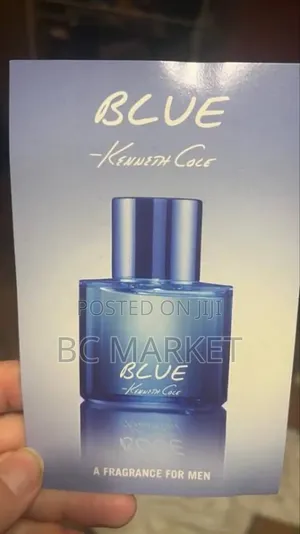 BLUE
-KENNETH COLE
POSTED ON JIJI
BC MARKET
BLUE
-KENNETH COLE
A FRAGRANCE FOR MEN